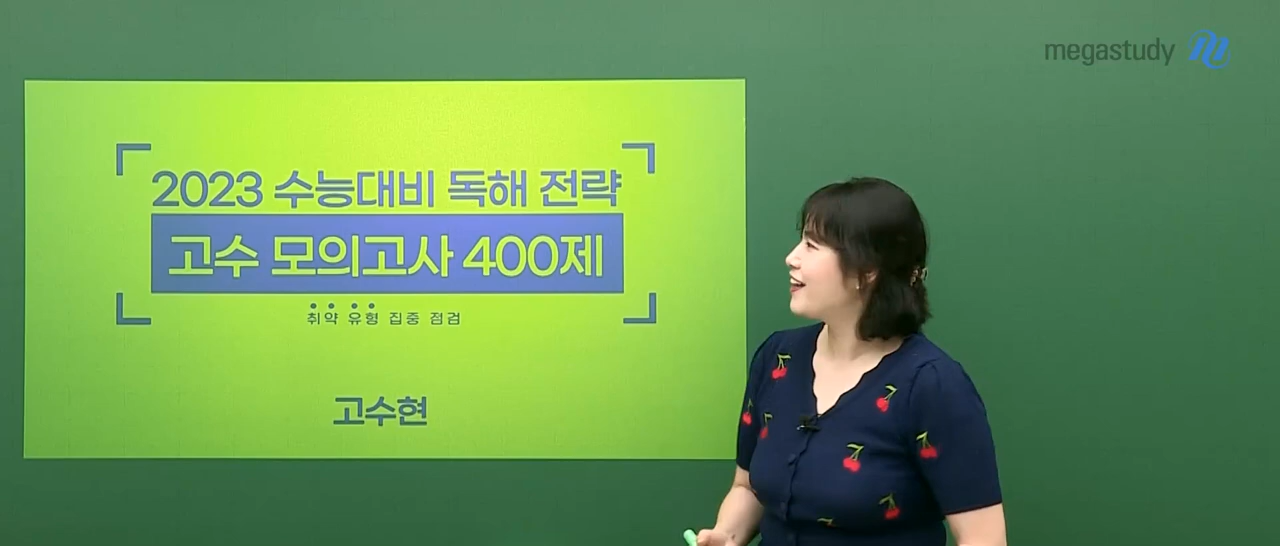 megastudy
2023 수능대비 독해 전략
고수 모의고사 400제
취약 유형 집중 점검
고수현